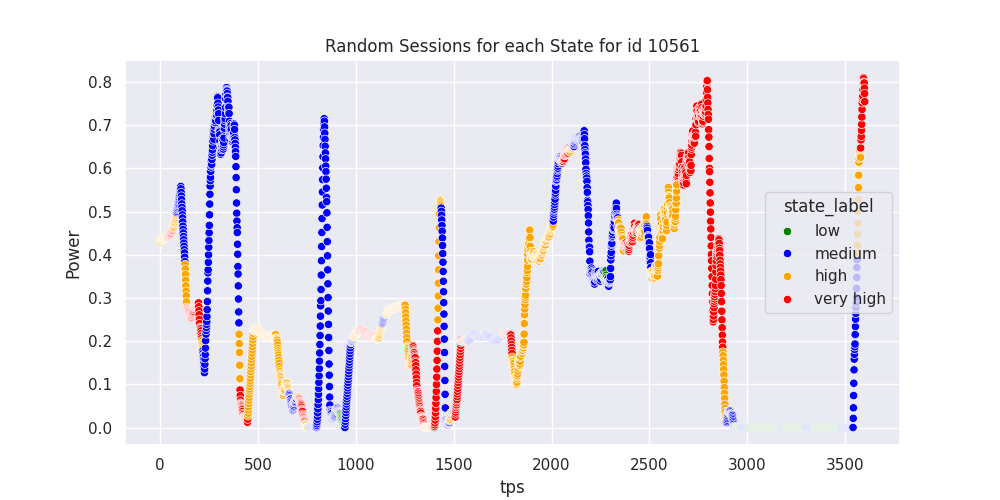 Random Sessions for each State for id 10561
Power
0.8
0.7
0.6
0.5
0.4
0.3
0.2
0.1
0.0
state_label
low
medium
high
very high
0 500 1000 1500 2000 2500 3000 3500
tps